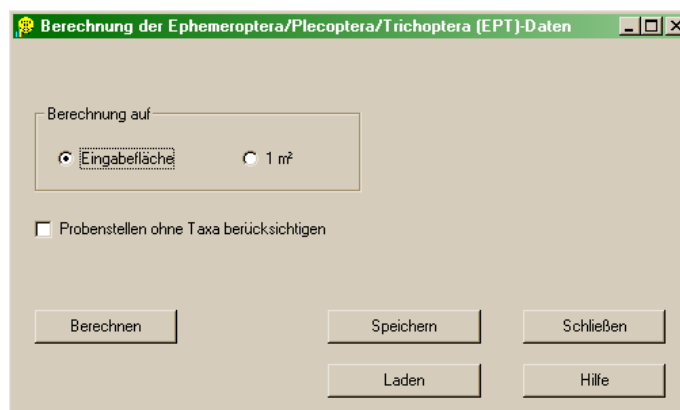 Berechnung der Ephemeroptera/Plecoptera/Trichoptera (EPT)-Daten
Berechnung auf
Eingabefläche 1 m²
Probenstellen ohne Taxa berücksichtigen
Berechnen Speichern Schließen
Laden Hilfe